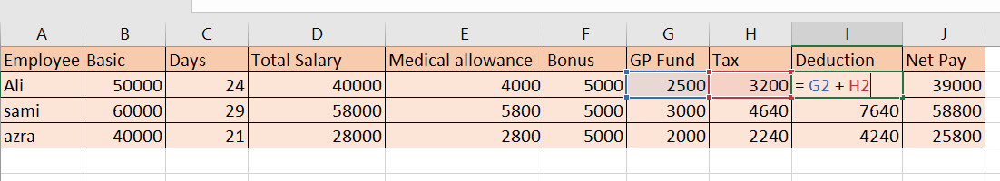 A B C D E F G H I J
Employee Basic Days Total Salary Medical allowance Bonus GP Fund Tax Deduction Net Pay
Ali 50000 24 40000 4000 5000 2500 3200 = G2 + H2 39000
sami 60000 29 58000 5800 5000 3000 4640 7640 58800
azra 40000 21 28000 2800 5000 2000 2240 4240 25800